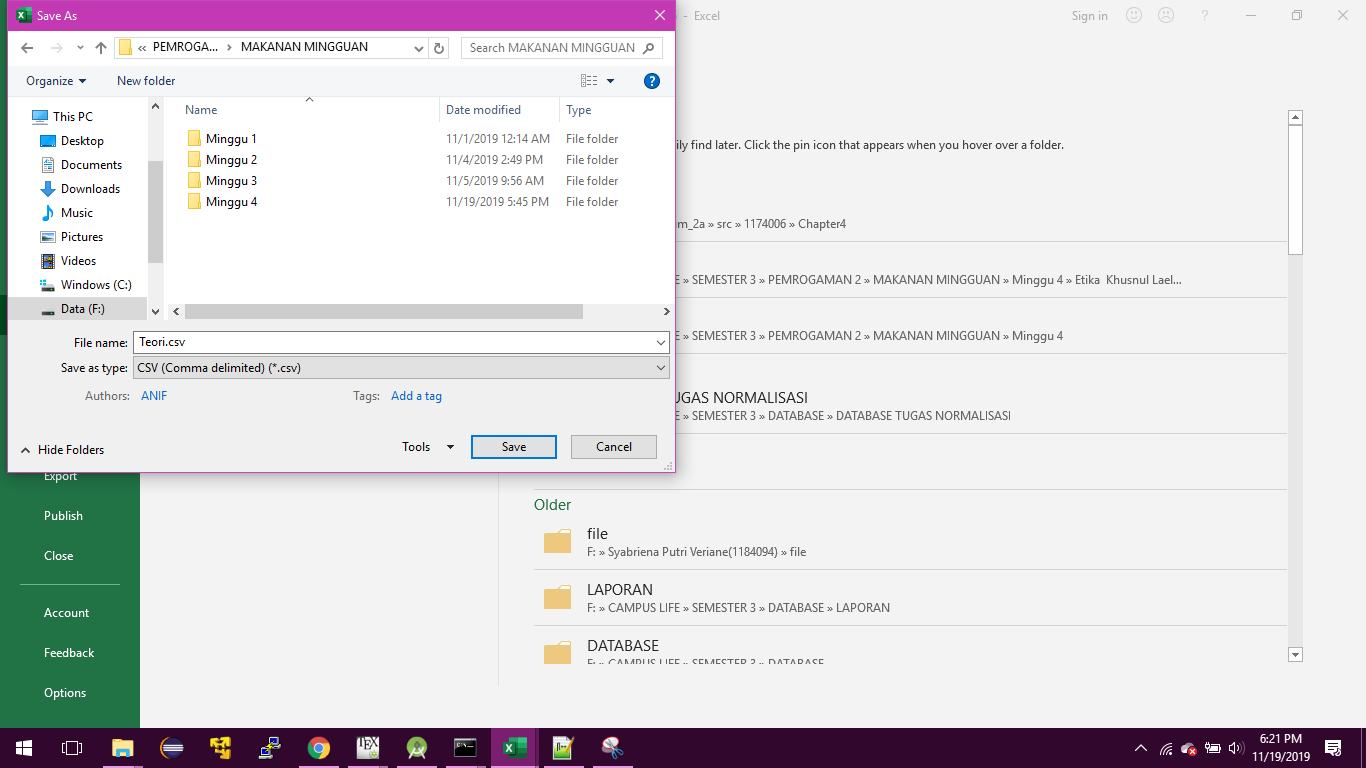 Save As
- Excel
Sign in
?
« PEMROGA... > MAKANAN MINGGUAN
Search MAKANAN MINGGUAN
Organize
New folder
?
This PC
Desktop
Documents
Downloads
Music
Pictures
Videos
Windows (C:)
Data (F:)
Name Date modified Type
Minggu 1 11/1/2019 12:14 AM File folder
Minggu 2 11/4/2019 2:49 PM File folder
Minggu 3 11/5/2019 9:56 AM File folder
Minggu 4 11/19/2019 5:45 PM File folder
File name: Teori.csv
Save as type: CSV (Comma delimited) (*.csv)
Authors: ANIF
Tags: Add a tag
Hide Folders
Tools
Save
Cancel
ily find later. Click the pin icon that appears when you hover over a folder.
um_2a » src » 1174006 » Chapter4
E » SEMESTER 3 » PEMROGAMAN 2 » MAKANAN MINGGUAN » Minggu 4 » Etika Khusnul Lael...
E » SEMESTER 3 » PEMROGAMAN 2 » MAKANAN MINGGUAN » Minggu 4
TUGAS NORMALISASI
E » SEMESTER 3 » DATABASE » DATABASE TUGAS NORMALISASI
Older
file
F: » Syabriena Putri Veriane(1184094) » file
LAPORAN
F: » CAMPUS LIFE » SEMESTER 3 » DATABASE » LAPORAN
DATABASE
F: » CAMPUS LIFE » SEMESTER 3 » DATABASE
Export
Publish
Close
Account
Feedback
Options
6:21 PM
11/19/2019